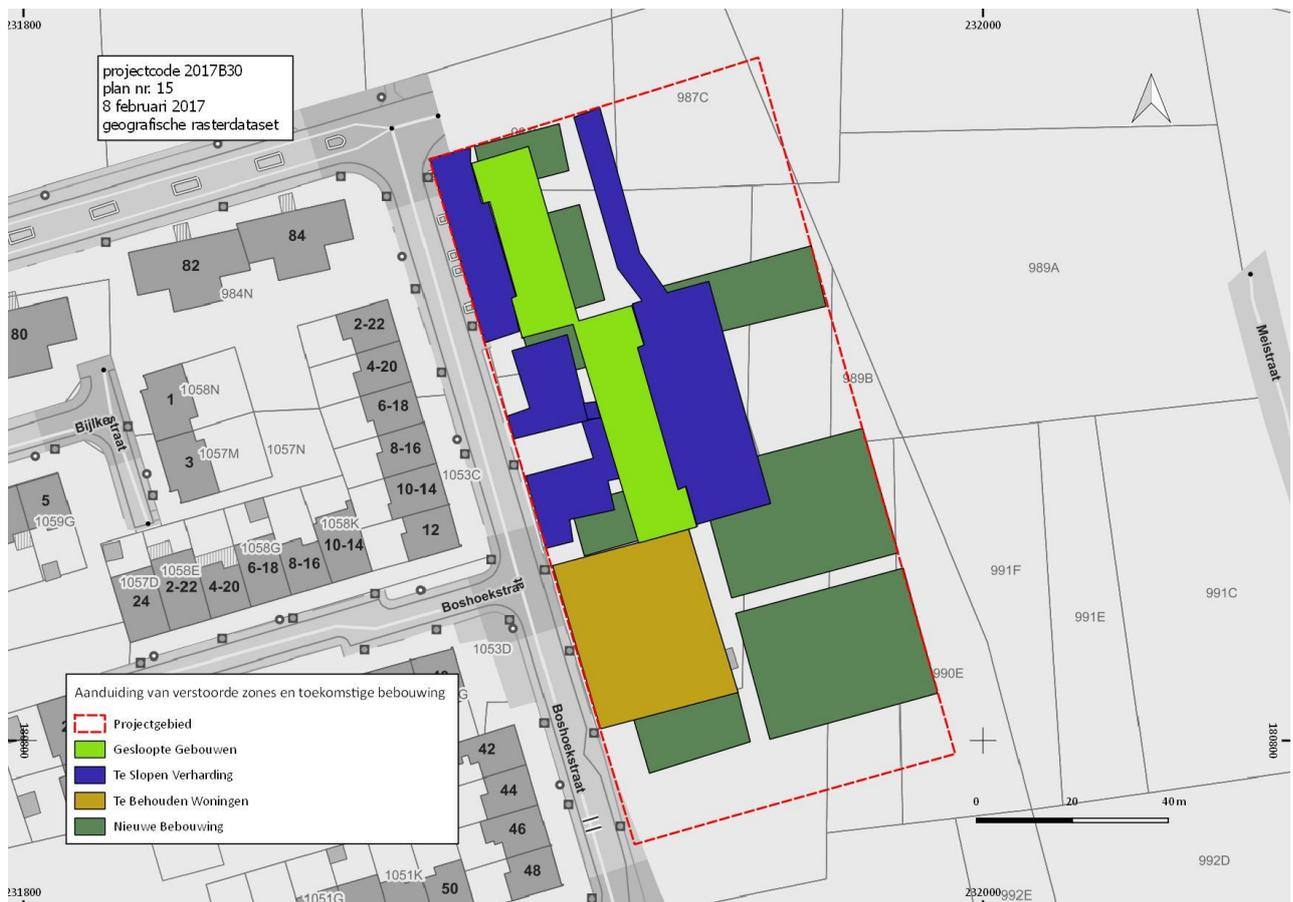 231800
232000
projectcode 2017B30
plan nr. 15
8 februari 2017
geografische rasterdataset
987C
84
82
984N
989A
80
2-22
4-20
Meistraat
1
1058N
6-18
989B
Bijlkestraat
3
1057M
1057N
8-16
1053C
5
1059G
10-14
12
1058K
10-14
1058G
6-18
8-16
1058E
2-22
4-20
1057D
24
991F
991E
991C
Boshoekstraat
1053D
990E
Aanduiding van verstoorde zones en toekomstige bebouwing
Projectgebied
Gesloopte Gebouwen
Te Slopen Verharding
Te Behouden Woningen
Nieuwe Bebouwing
Boshoekstraat
42
44
46
48
50
180800
180800
0 20 40 m
1051K
1051G
992D
992E
231800
232000